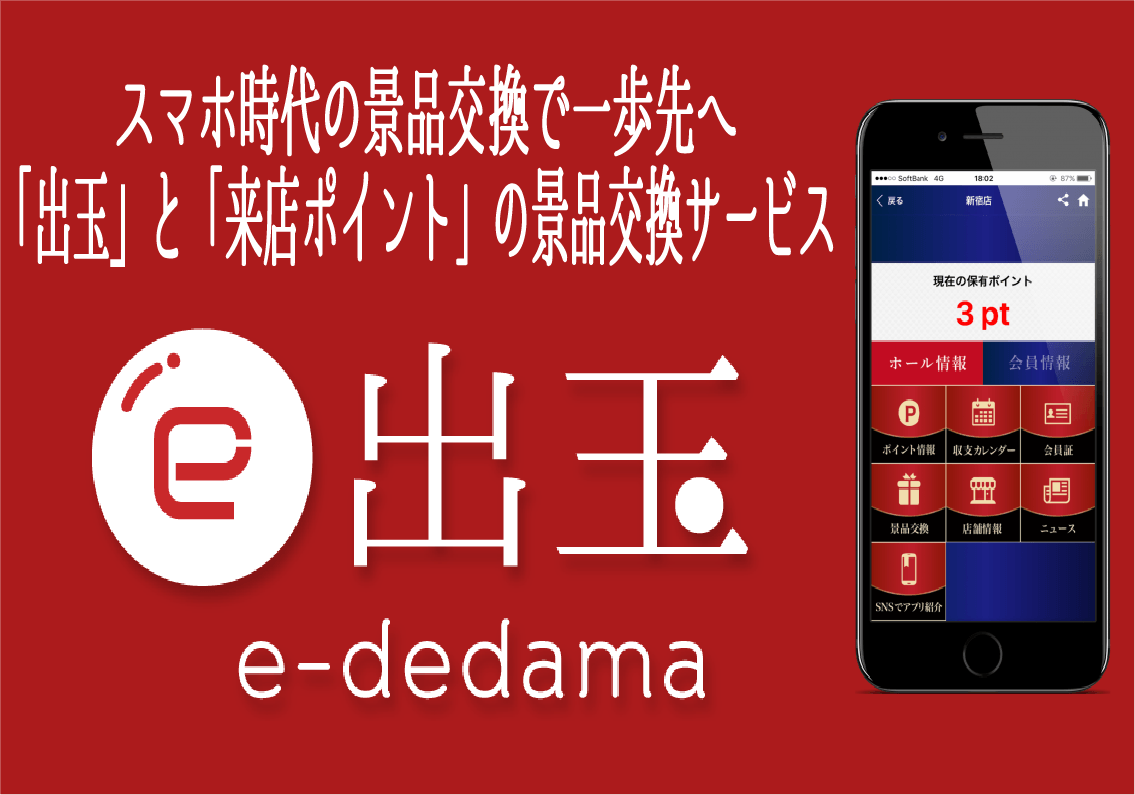 スマホ時代の景品交換で一歩先へ
「出玉」と「来店ポイント」の景品交換サービス
e出玉
e-dedama
SoftBank 4G 18:02 87%
戻る 新宿店
現在の保有ポイント
3 pt
ホール情報 会員情報
P
ポイント情報 収支カレンダー 会員証
景品交換 店舗情報 ニュース
SNSでアプリ紹介